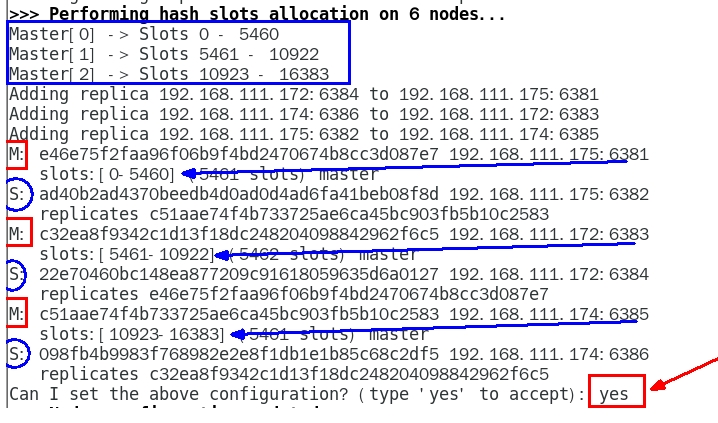 >>> Performing hash slots allocation on 6 nodes...
Master[0] -> Slots 0 - 5460
Master[1] -> Slots 5461 - 10922
Master[2] -> Slots 10923 - 16383
Adding replica 192.168.111.172:6384 to 192.168.111.175:6381
Adding replica 192.168.111.174:6386 to 192.168.111.172:6383
Adding replica 192.168.111.175:6382 to 192.168.111.174:6385
M: e46e75f2faa96f06b9f4bd2470674b8cc3d087e7 192.168.111.175:6381
slots:[0-5460] (5461 slots) master
S: ad40b2ad4370beedb4d0ad0d4ad6fa41beb08f8d 192.168.111.175:6382
replicates c51aae74f4b733725ae6ca45bc903fb5b10c2583
M: c32ea8f9342c1d13f18dc248204098842962f6c5 192.168.111.172:6383
slots:[5461-10922] (5462 slots) master
S: 22e70460bc148ea877209c91618059635d6a0127 192.168.111.172:6384
replicates e46e75f2faa96f06b9f4bd2470674b8cc3d087e7
M: c51aae74f4b733725ae6ca45bc903fb5b10c2583 192.168.111.174:6385
slots:[10923-16383] (5461 slots) master
S: 098fb4b9983f768982e2e8f1db1e1b85c68c2df5 192.168.111.174:6386
replicates c32ea8f9342c1d13f18dc248204098842962f6c5
Can I set the above configuration? (type 'yes' to accept): yes